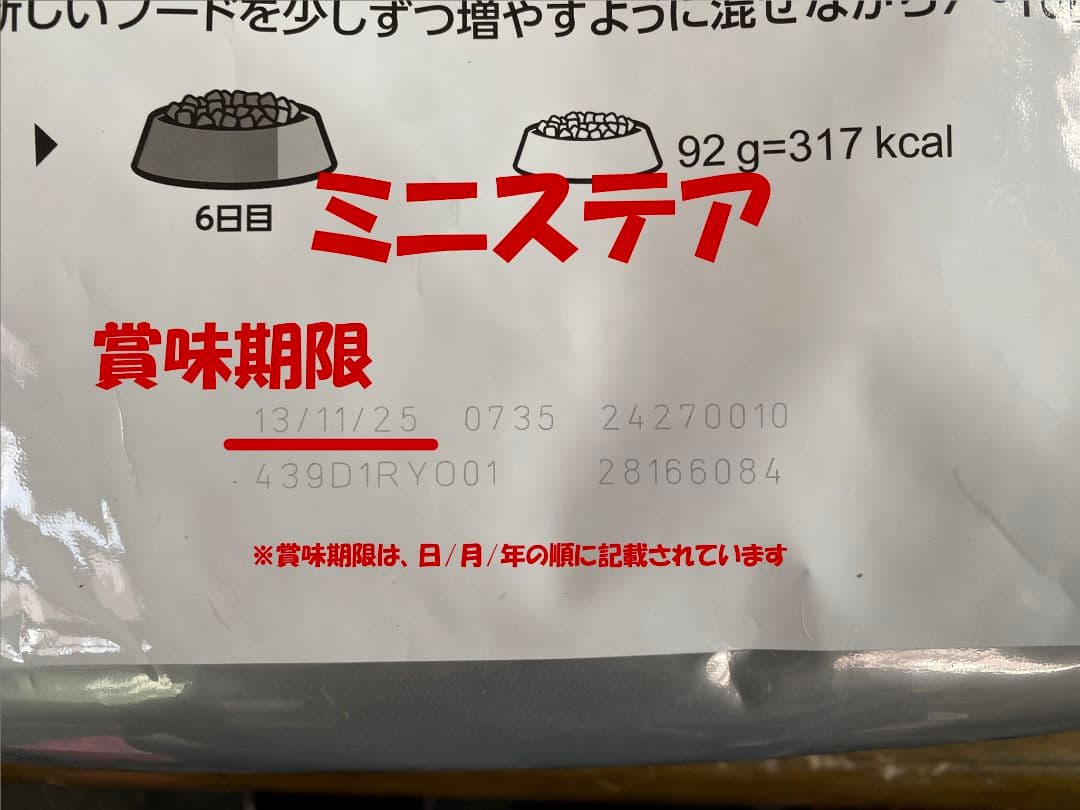 新しいフードを少しずつ増やすように混ぜながら
92 g=317 kcal
6日目
ミニステア
賞味期限
13/11/25 0735 24270010
439D1RYO01 28166084
※賞味期限は、日/月/年の順に記載されています